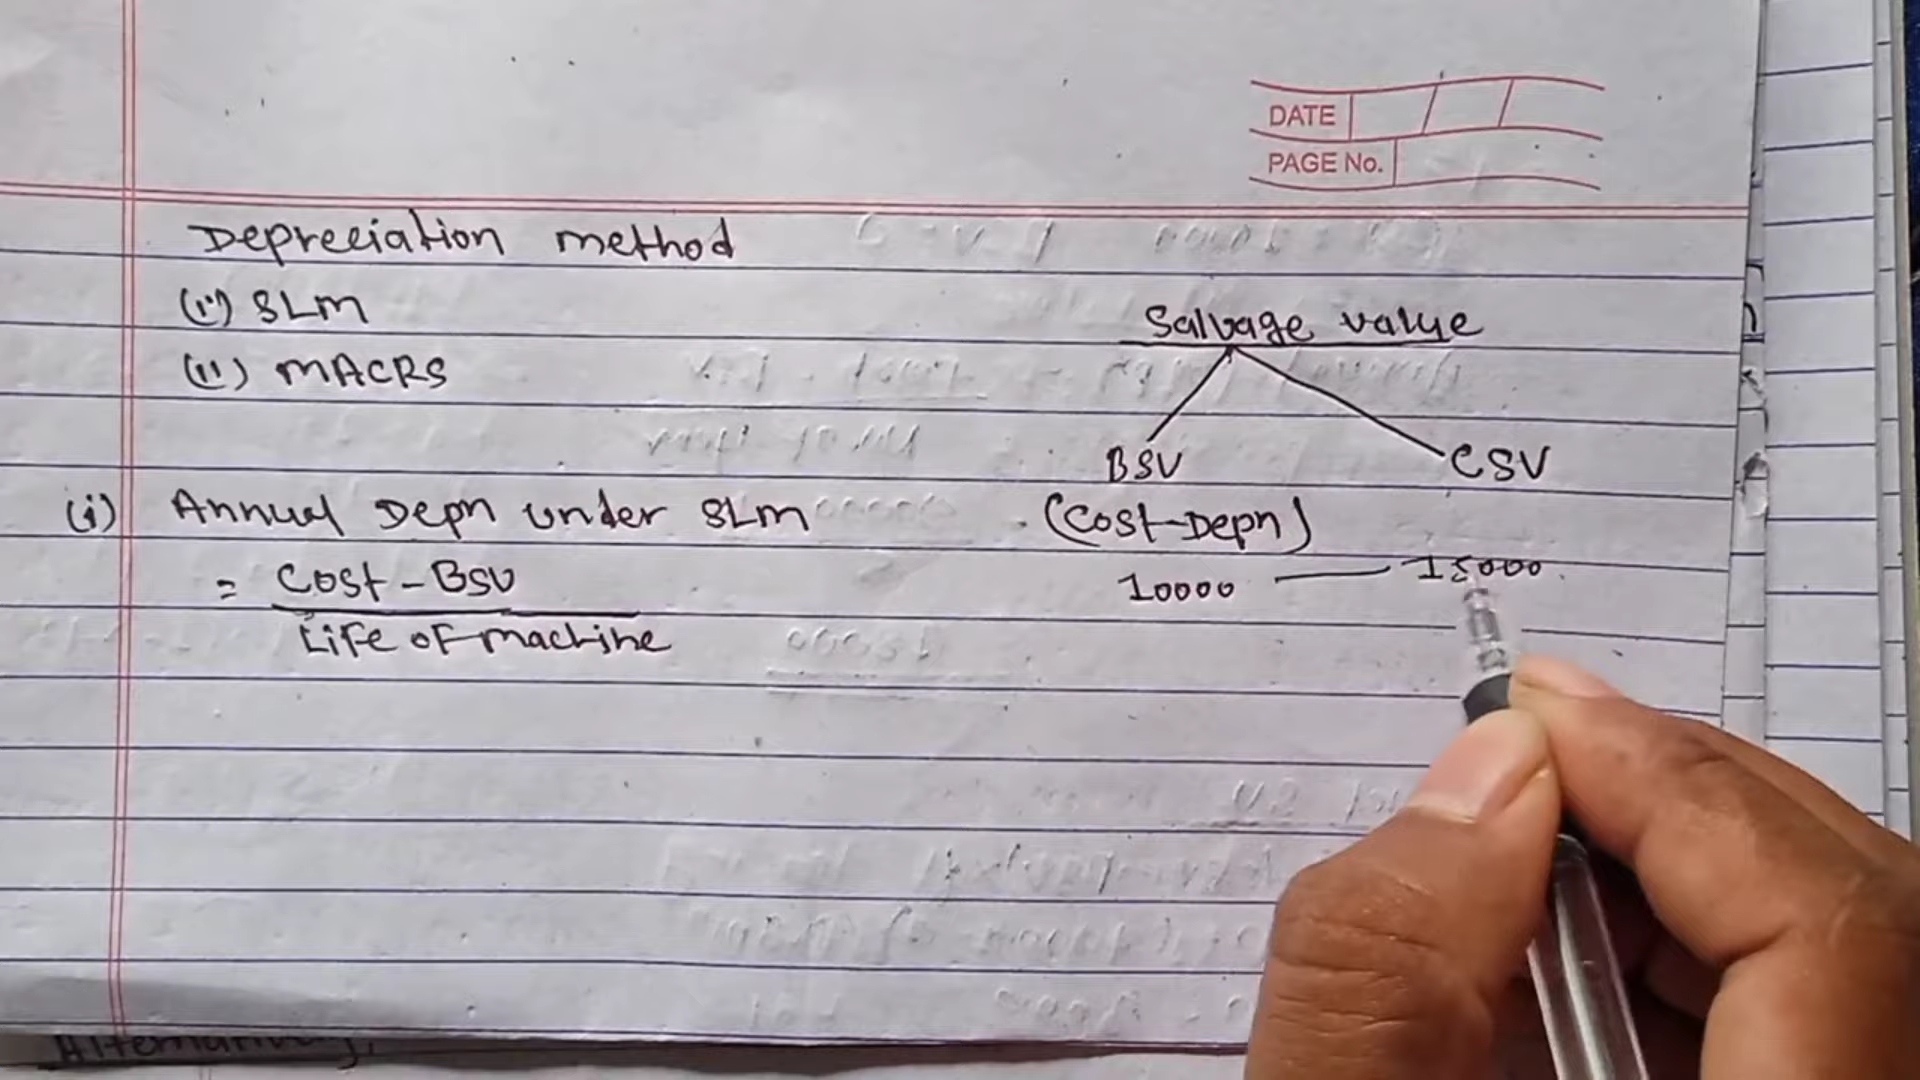 DATE / /
PAGE No.
Depreciation method
(i) SLM
(ii) MACRS
Salvage value
BSV CSV
(i) Annual Depn under SLM
(Cost-Depn)
= Cost - BSV
Life of machine
10000 — 15000
Alternatively,